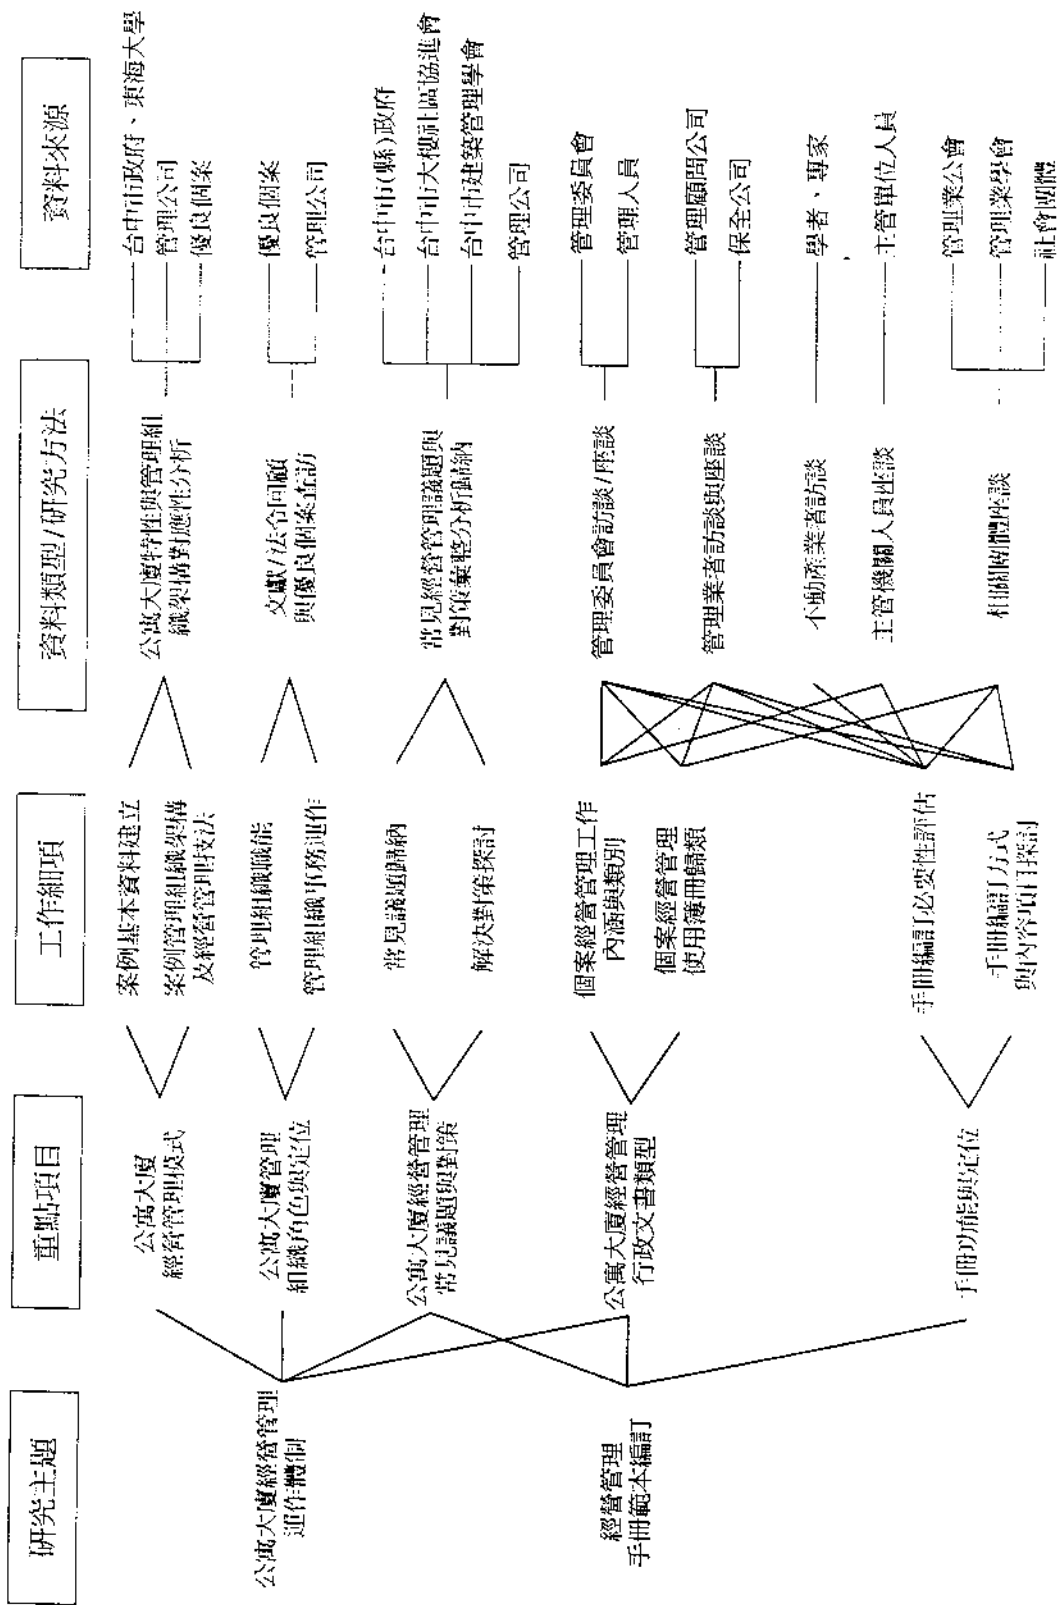 研究主題
重點項目
工作細項
資料類型/研究方法
資料來源
公寓大廈經營管理
運作體制
經營管理
手冊範本編訂
公寓大廈
經營管理模式
公寓大廈管理
組織角色與定位
公寓大廈經營管理
常見議題與對策
公寓大廈經營管理
行政文書類型
手冊功能與定位
案例基本資料建立
案例管理組織架構
及經營管理技法
管理組織職能
管理組織事務運作
常見議題歸納
解決對策探討
個案經營管理工作
內涵與類別
個案經營管理
使用簿冊歸類
手冊編訂必要性評估
手冊編訂方式
與內容項目探討
公寓大廈特性與管理組
織架構對應性分析
文獻/法令回顧
與優良個案查訪
常見經營管理議題與
對策彙整分析歸納
管理委員會訪談/座談
管理業者訪談與座談
不動產業者訪談
主管機關人員座談
相關團體座談
台中市政府、東海大學
管理公司
優良個案
優良個案
管理公司
台中市(縣)政府
台中市大樓社區協進會
台中市建築管理學會
管理公司
管理委員會
管理人員
管理顧問公司
保全公司
學者、專家
主管單位人員
管理業公會
管理業學會
社會團體